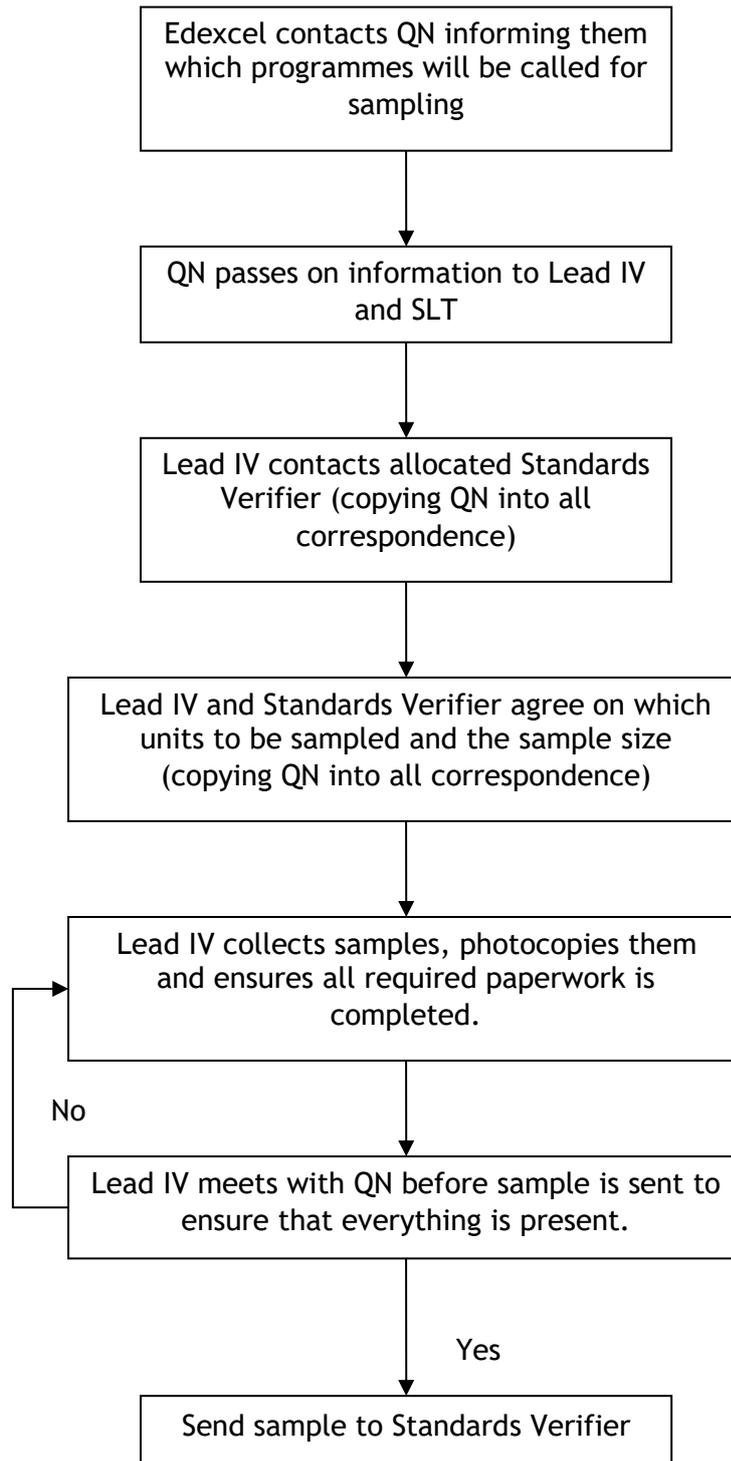 Edexcel contacts QN informing them
which programmes will be called for
sampling
QN passes on information to Lead IV
and SLT
Lead IV contacts allocated Standards
Verifier (copying QN into all
correspondence)
Lead IV and Standards Verifier agree on which
units to be sampled and the sample size
(copying QN into all correspondence)
Lead IV collects samples, photocopies them
and ensures all required paperwork is
completed.
No
Lead IV meets with QN before sample is sent to
ensure that everything is present.
Yes
Send sample to Standards Verifier